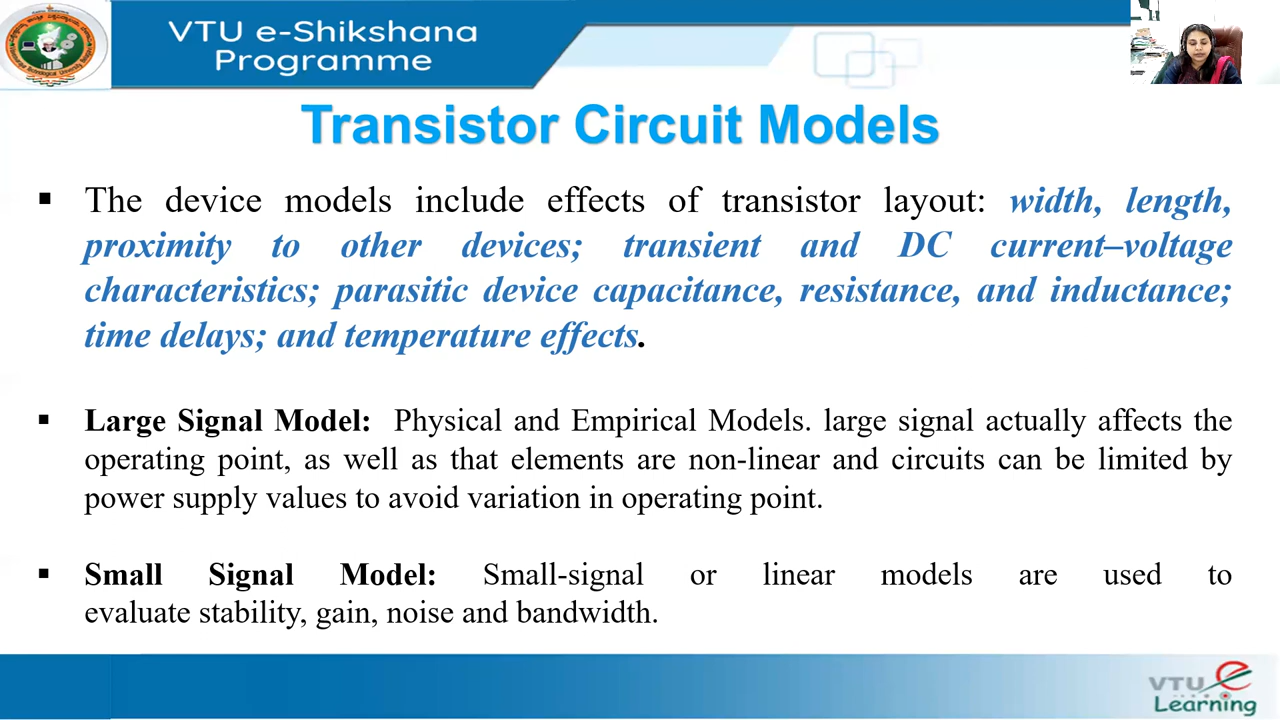 VTU e-Shikshana
Programme
Transistor Circuit Models
▪ The device models include effects of transistor layout: width, length,
proximity to other devices; transient and DC current–voltage
characteristics; parasitic device capacitance, resistance, and inductance;
time delays; and temperature effects.
▪ Large Signal Model: Physical and Empirical Models. large signal actually affects the
operating point, as well as that elements are non-linear and circuits can be limited by
power supply values to avoid variation in operating point.
▪ Small Signal Model: Small-signal or linear models are used to
evaluate stability, gain, noise and bandwidth.
VTU e
Learning